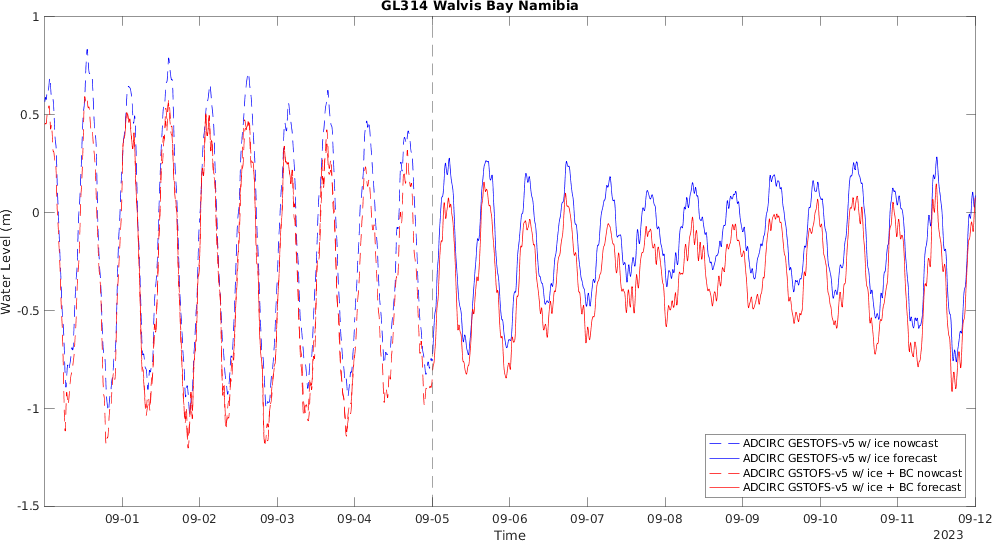 GL314 Walvis Bay Namibia
1
0.5
0
-0.5
-1
-1.5
Water Level (m)
09-01 09-02 09-03 09-04 09-05 09-06 09-07 09-08 09-09 09-10 09-11 09-12
Time
2023
ADCIRC GESTOFS-v5 w/ ice nowcast
ADCIRC GESTOFS-v5 w/ ice forecast
ADCIRC GSTOFS-v5 w/ ice + BC nowcast
ADCIRC GSTOFS-v5 w/ ice + BC forecast